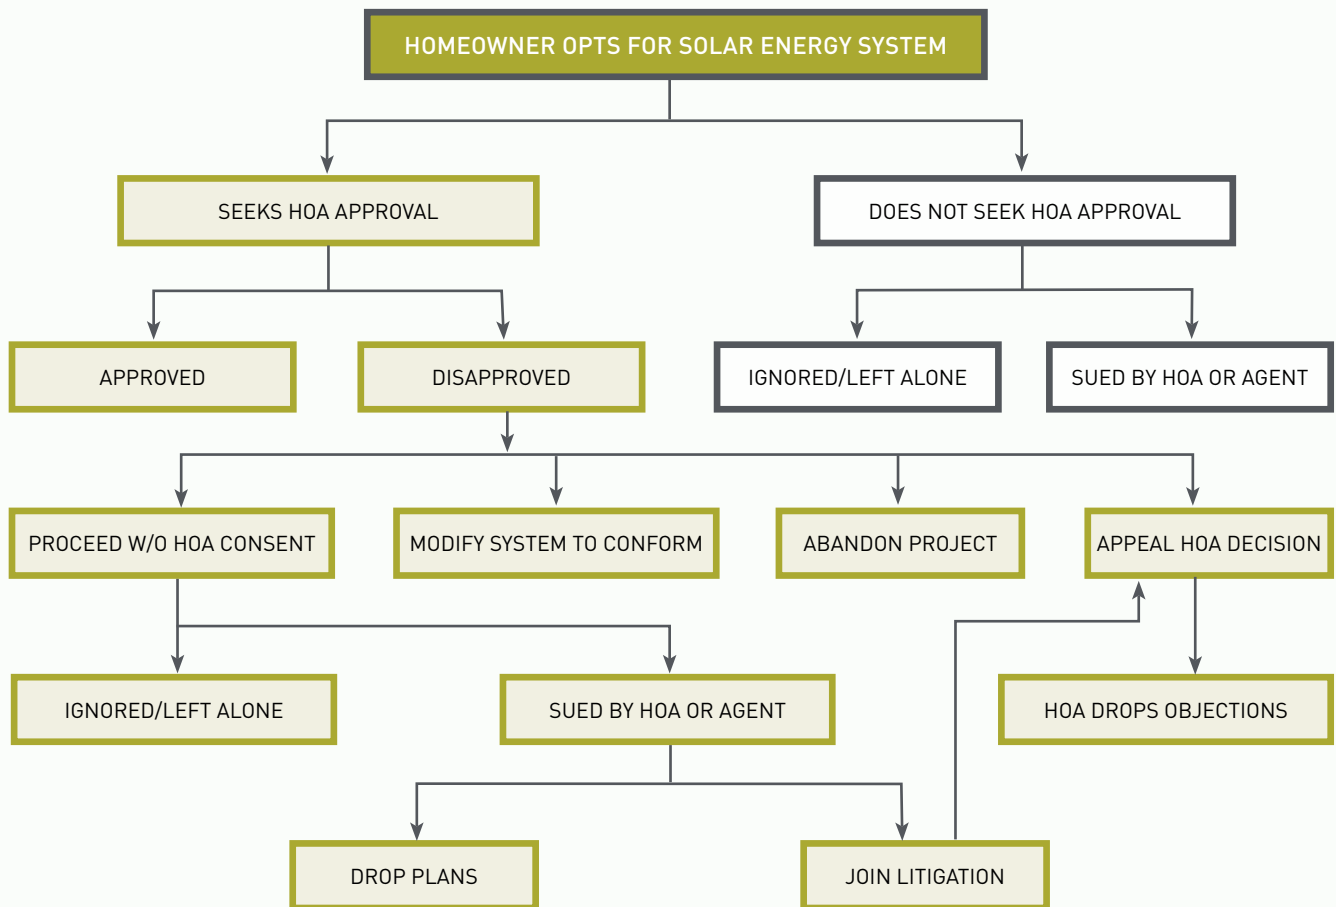 HOMEOWNER OPTS FOR SOLAR ENERGY SYSTEM
SEEKS HOA APPROVAL
DOES NOT SEEK HOA APPROVAL
APPROVED
DISAPPROVED
IGNORED/LEFT ALONE
SUED BY HOA OR AGENT
PROCEED W/O HOA CONSENT
MODIFY SYSTEM TO CONFORM
ABANDON PROJECT
APPEAL HOA DECISION
IGNORED/LEFT ALONE
SUED BY HOA OR AGENT
HOA DROPS OBJECTIONS
DROP PLANS
JOIN LITIGATION